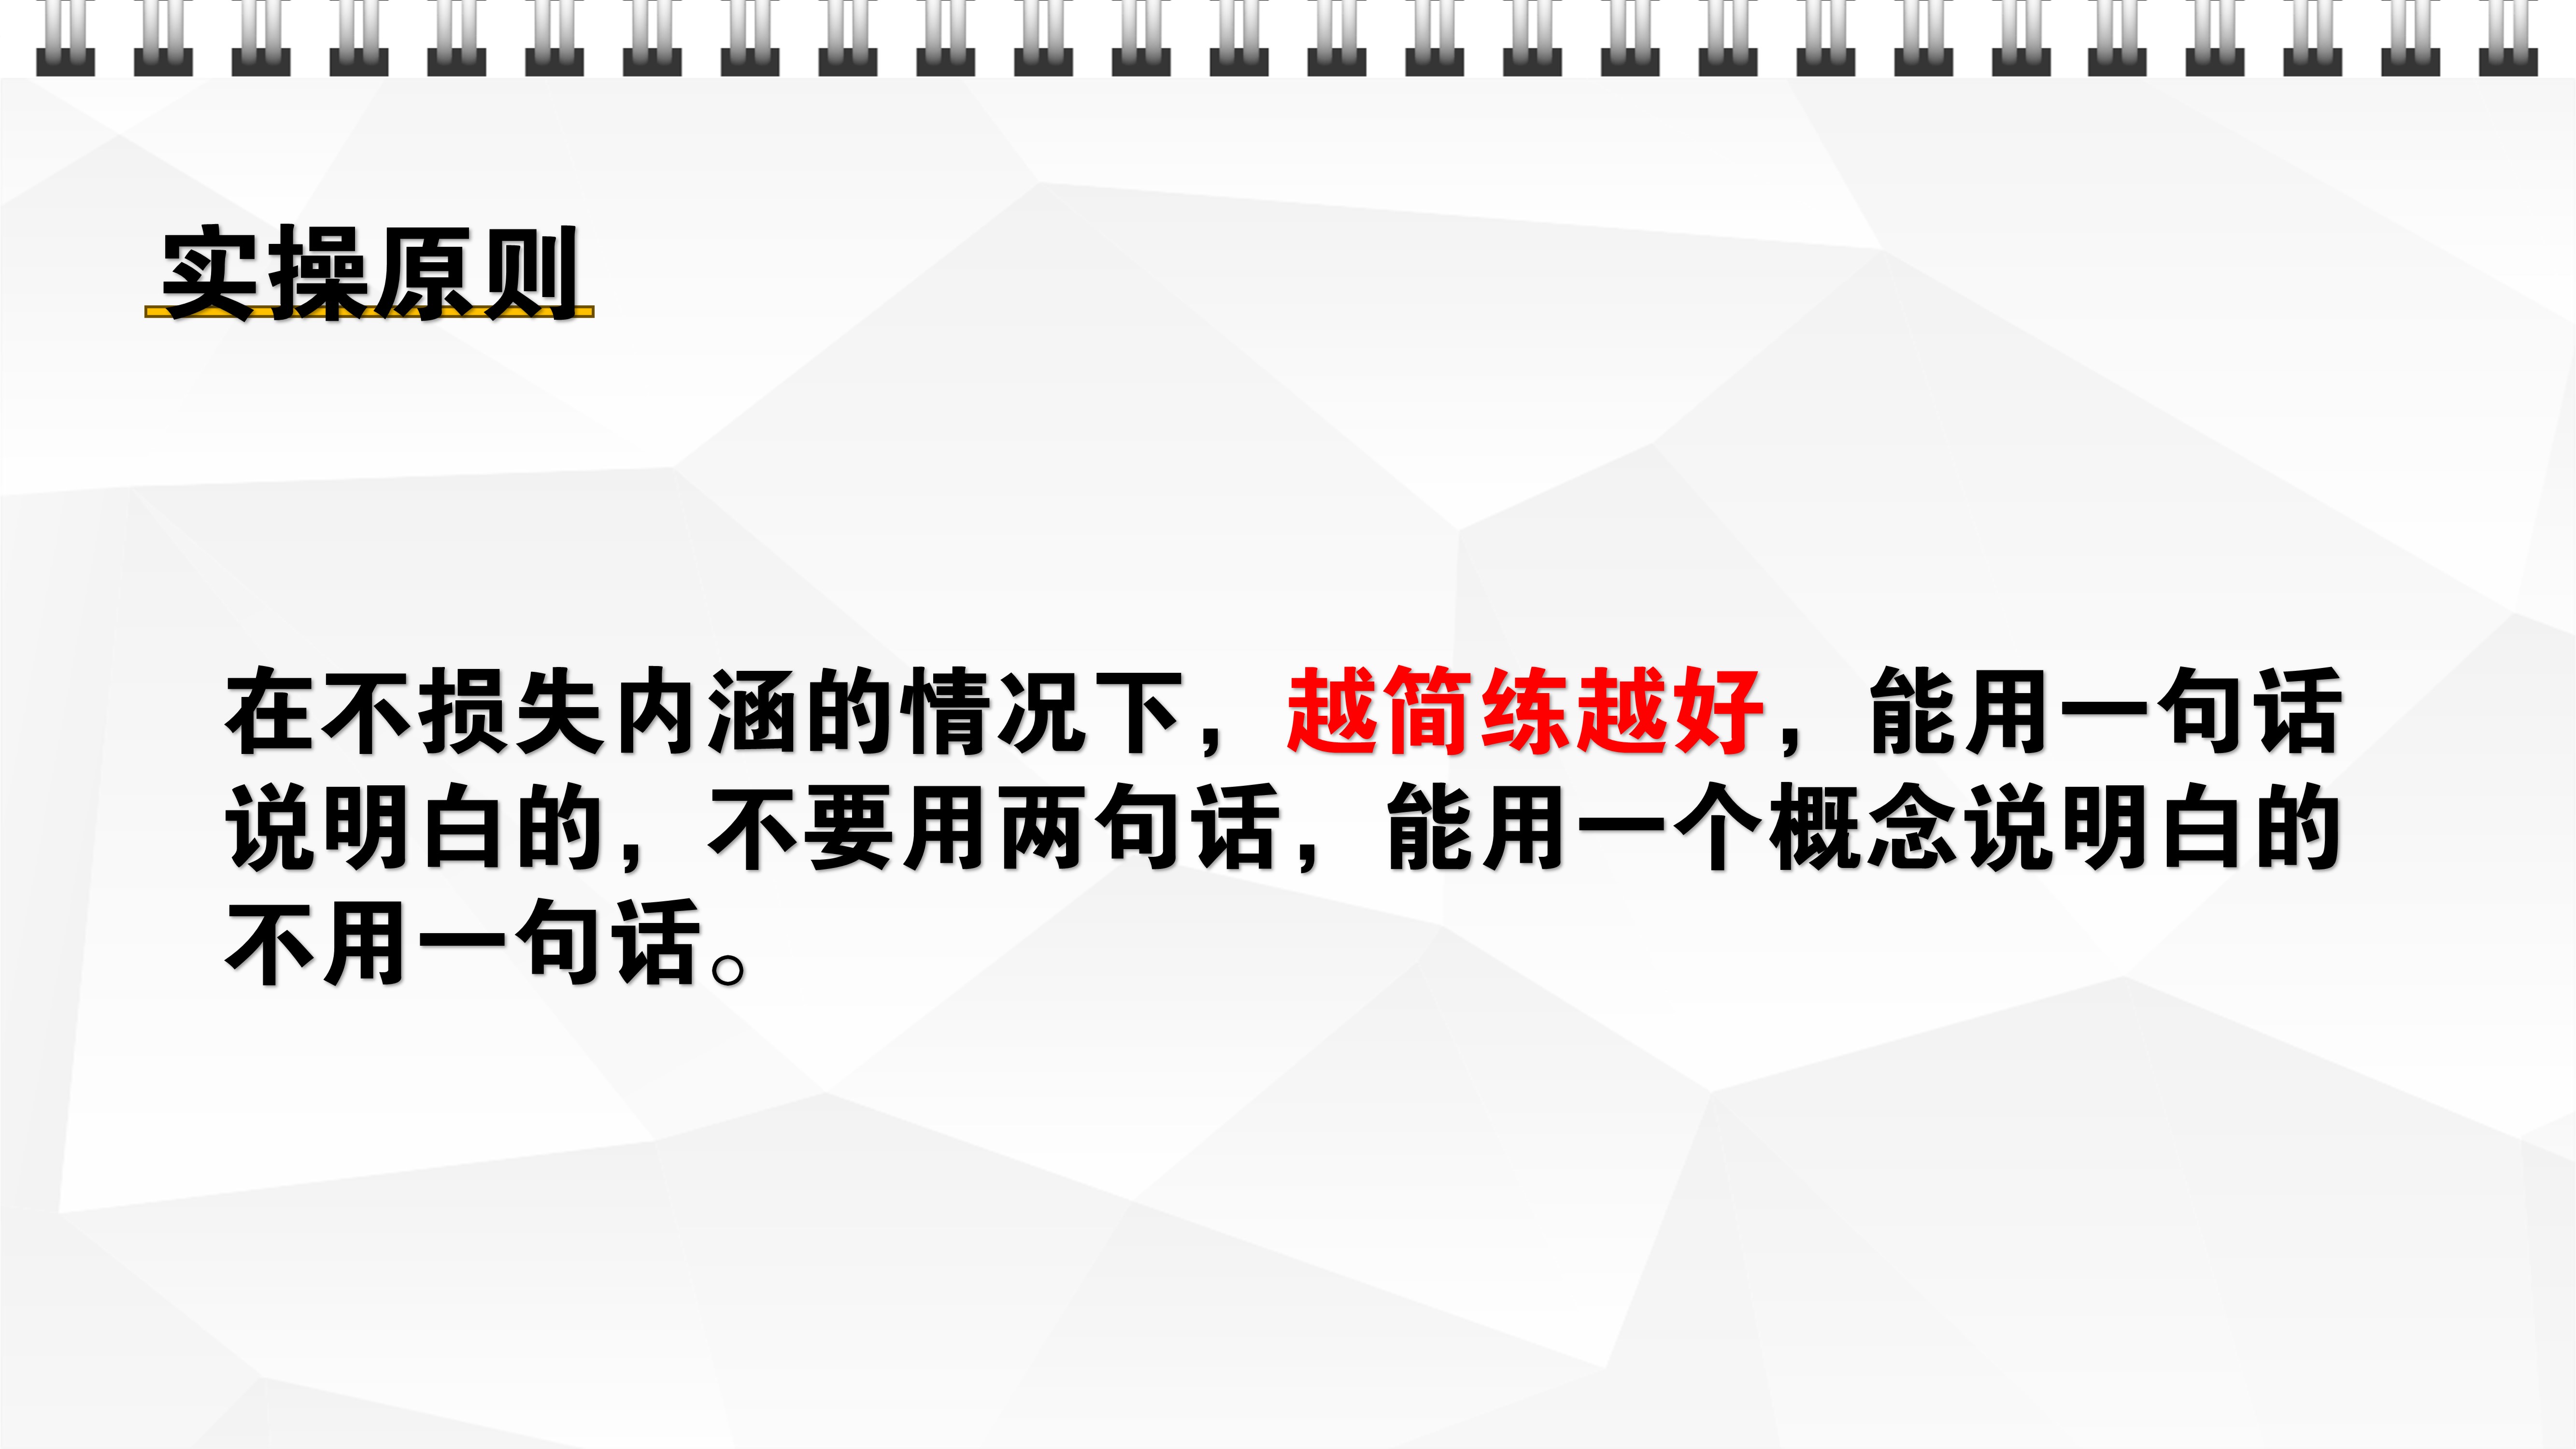 实操原则
在不损失内涵的情况下，越简练越好，能用一句话
说明白的，不要用两句话，能用一个概念说明白的
不用一句话。